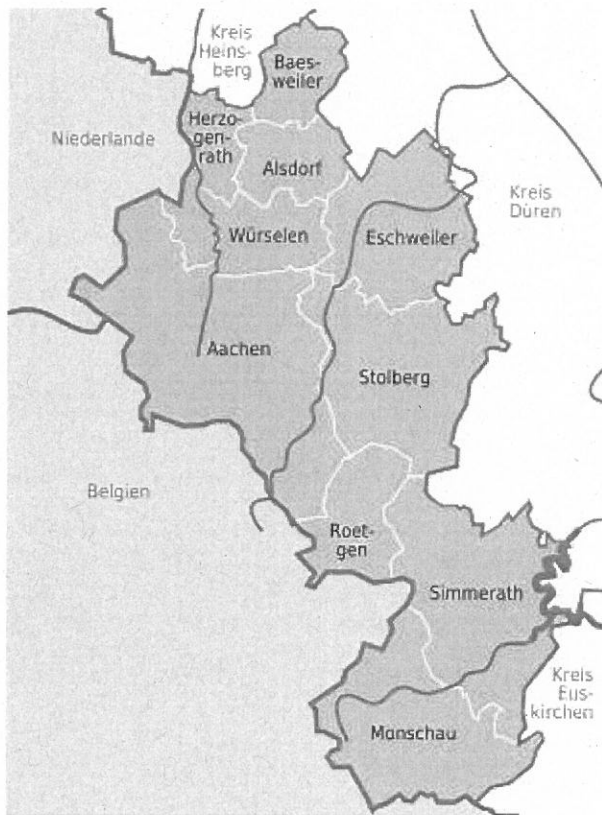 Kreis
Heins-
berg
Baes-
weiler
Herzo-
gen-
rath
Niederlande
Alsdorf
Kreis
Düren
Würselen
Eschweiler
Aachen
Stolberg
Belgien
Roet-
gen
Simmerath
Kreis
Eus-
kirchen
Monschau